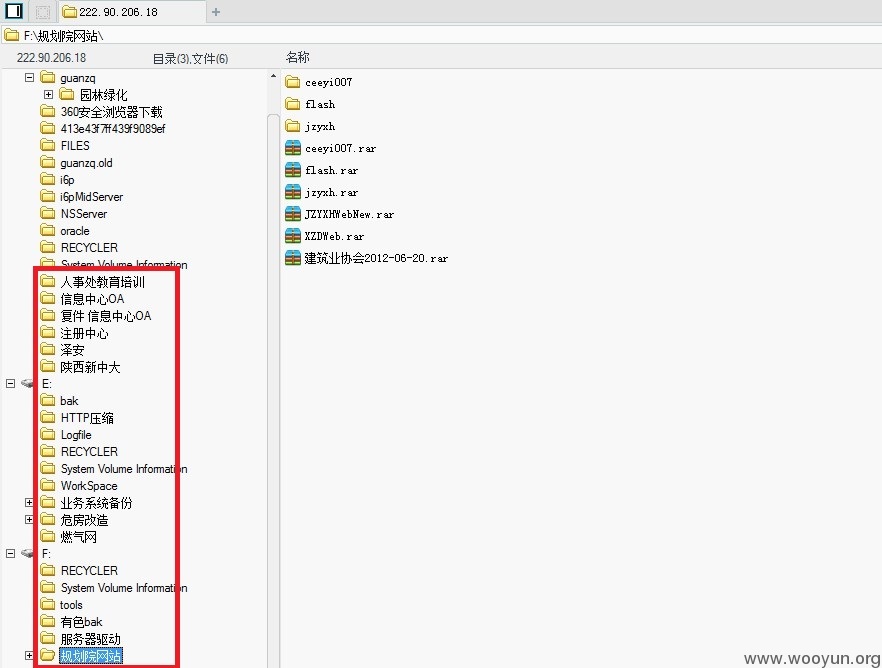 222.90.206.18
F:\规划院网站\
222.90.206.18 目录(3),文件(6)
名称
guanzq
园林绿化
360安全浏览器下载
413e43f7ff439f9089ef
FILES
guanzq.old
i6p
i6pMidServer
NSServer
oracle
RECYCLER
System Volume Information
人事处教育培训
信息中心OA
复件 信息中心OA
注册中心
泽安
陕西新中大
E:
bak
HTTP压缩
Logfile
RECYCLER
System Volume Information
WorkSpace
业务系统备份
危房改造
燃气网
F:
RECYCLER
System Volume Information
tools
有色bak
服务器驱动
规划院网站
ceeyi007
flash
jzyxh
ceeyi007.rar
flash.rar
jzyxh.rar
JZYXHWebNew.rar
XZDWeb.rar
建筑业协会2012-06-20.rar
www.wooyun.org